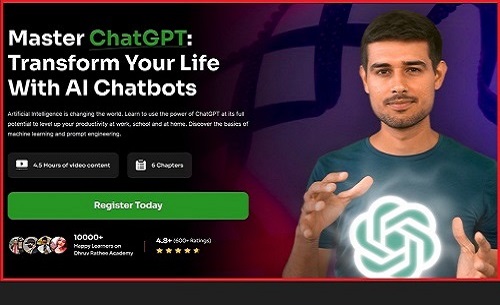 Master ChatGPT:
Transform Your Life
With AI Chatbots
Artificial Intelligence is changing the world. Learn to use the power of ChatGPT at its full
potential to level up your productivity at work, school and at home. Discover the basics of
machine learning and prompt engineering.
4.5 Hours of video content
6 Chapters
Register Today
10000+
Happy Learners on
Dhruv Rathee Academy
4.8+ (600+ Ratings)